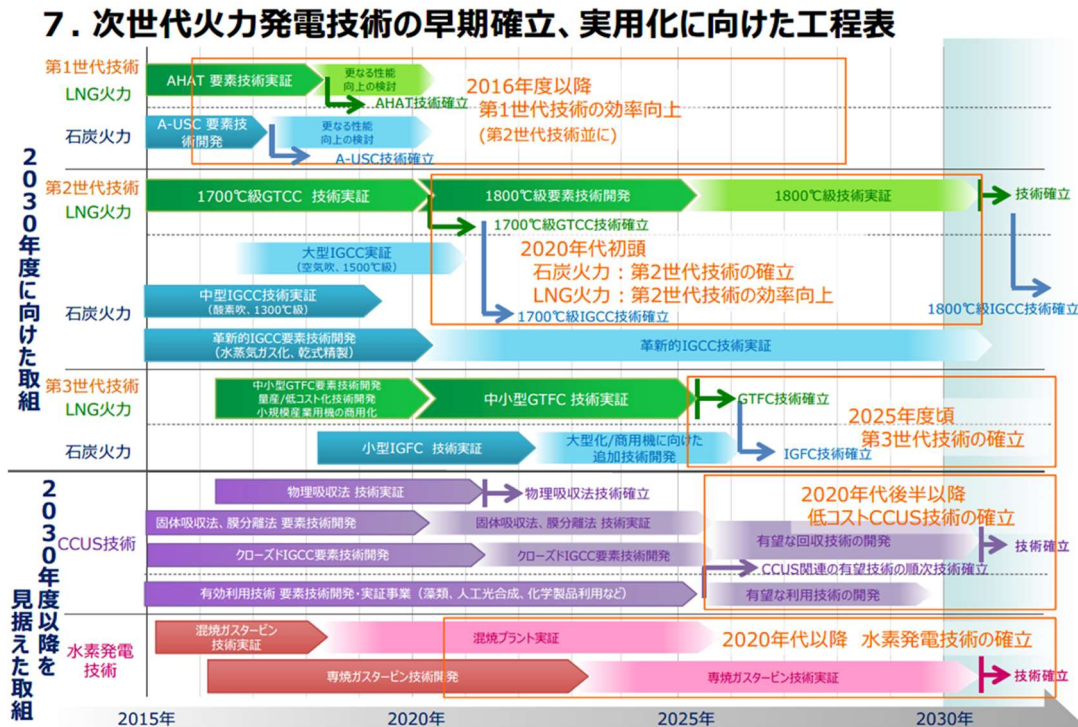 7．次世代火力発電技術の早期確立、実用化に向けた工程表
2030年度に向けた取組
第1世代技術
LNG火力
AHAT 要素技術実証
更なる性能
向上の検討
AHAT技術確立
2016年度以降
第1世代技術の効率向上
(第2世代技術並に)
石炭火力
A-USC 要素技
術開発
更なる性能
向上の検討
A-USC技術確立
第2世代技術
LNG火力
1700℃級GTCC 技術実証
1800℃級要素技術開発
1800℃級技術実証
技術確立
1700℃級GTCC技術確立
2020年代初頭
石炭火力：第2世代技術の確立
LNG火力：第2世代技術の効率向上
大型IGCC実証
(空気吹、1500℃級)
石炭火力
中型IGCC技術実証
(酸素吹、1300℃級)
1700℃級IGCC技術確立
1800℃級IGCC技術確立
革新的IGCC要素技術開発
(水蒸気ガス化、乾式精製)
革新的IGCC技術実証
第3世代技術
LNG火力
中小型GTFC要素技術開発
量産/低コスト化技術開発
小規模産業用機の商用化
中小型GTFC 技術実証
GTFC技術確立
2025年度頃
第3世代技術の確立
石炭火力
小型IGFC 技術実証
大型化/商用機に向けた
追加技術開発
IGFC技術確立
2030年度以降を
見据えた取組
CCUS技術
物理吸収法 技術実証
物理吸収法技術確立
2020年代後半以降
低コストCCUS技術の確立
固体吸収法、膜分離法 要素技術開発
固体吸収法、膜分離法 技術実証
有望な回収技術の開発
技術確立
クローズドIGCC要素技術開発
クローズドIGCC要素技術開発
CCUS関連の有望技術の順次技術確立
有効利用技術 要素技術開発・実証事業（藻類、人工光合成、化学製品利用など）
有望な利用技術の開発
水素発電
技術
混焼ガスタービン
技術実証
混焼プラント実証
2020年代以降 水素発電技術の確立
専焼ガスタービン技術開発
専焼ガスタービン技術実証
技術確立
2015年
2020年
2025年
2030年